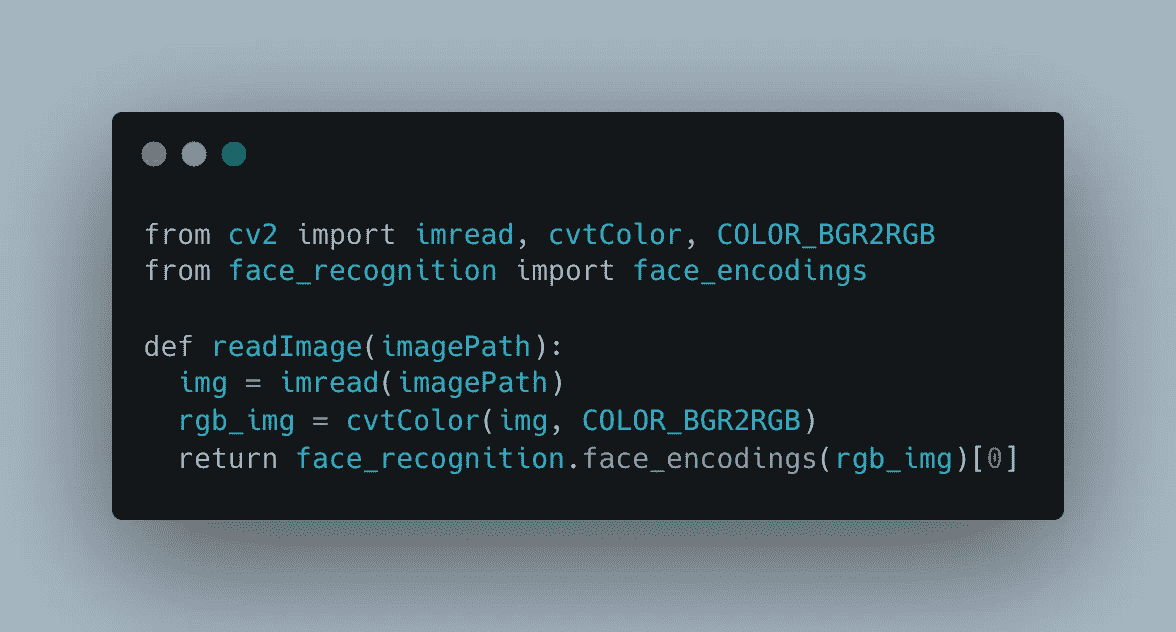 from cv2 import imread, cvtColor, COLOR_BGR2RGB
from face_recognition import face_encodings

def readImage(imagePath):
  img = imread(imagePath)
  rgb_img = cvtColor(img, COLOR_BGR2RGB)
  return face_recognition.face_encodings(rgb_img)[0]